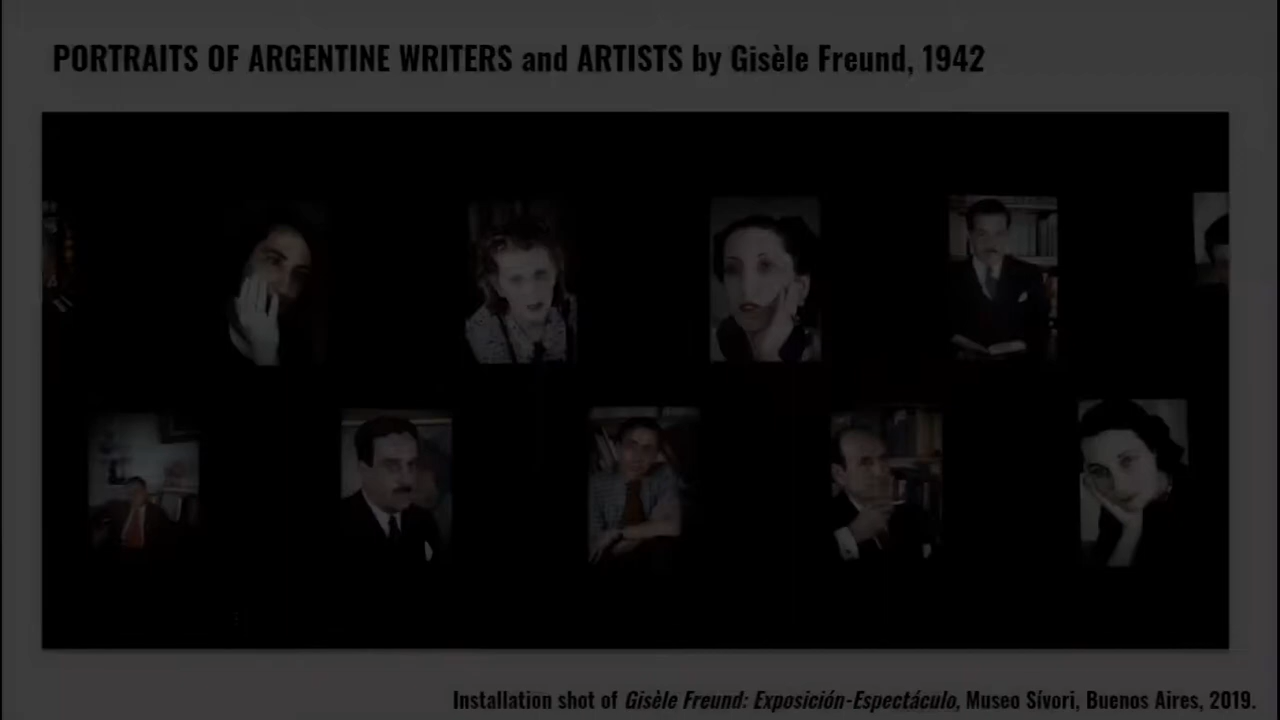 PORTRAITS OF ARGENTINE WRITERS and ARTISTS by Gisèle Freund, 1942
Installation shot of Gisèle Freund: Exposición-Espectáculo, Museo Sívori, Buenos Aires, 2019.